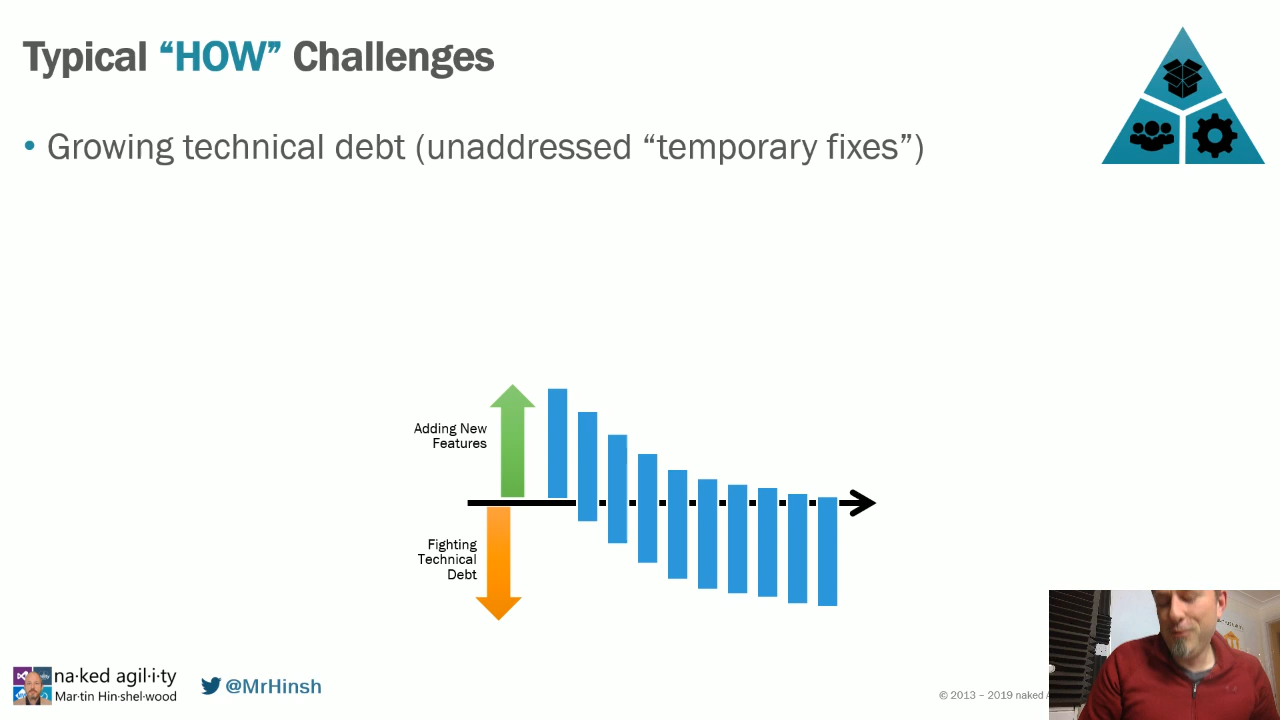 Typical “HOW” Challenges
• Growing technical debt (unaddressed “temporary fixes”)
Adding New
Features
Fighting
Technical
Debt
na·ked agil·i·ty
Mar·tin Hin·shel·wood
@MrHinsh
© 2013 – 2019 naked